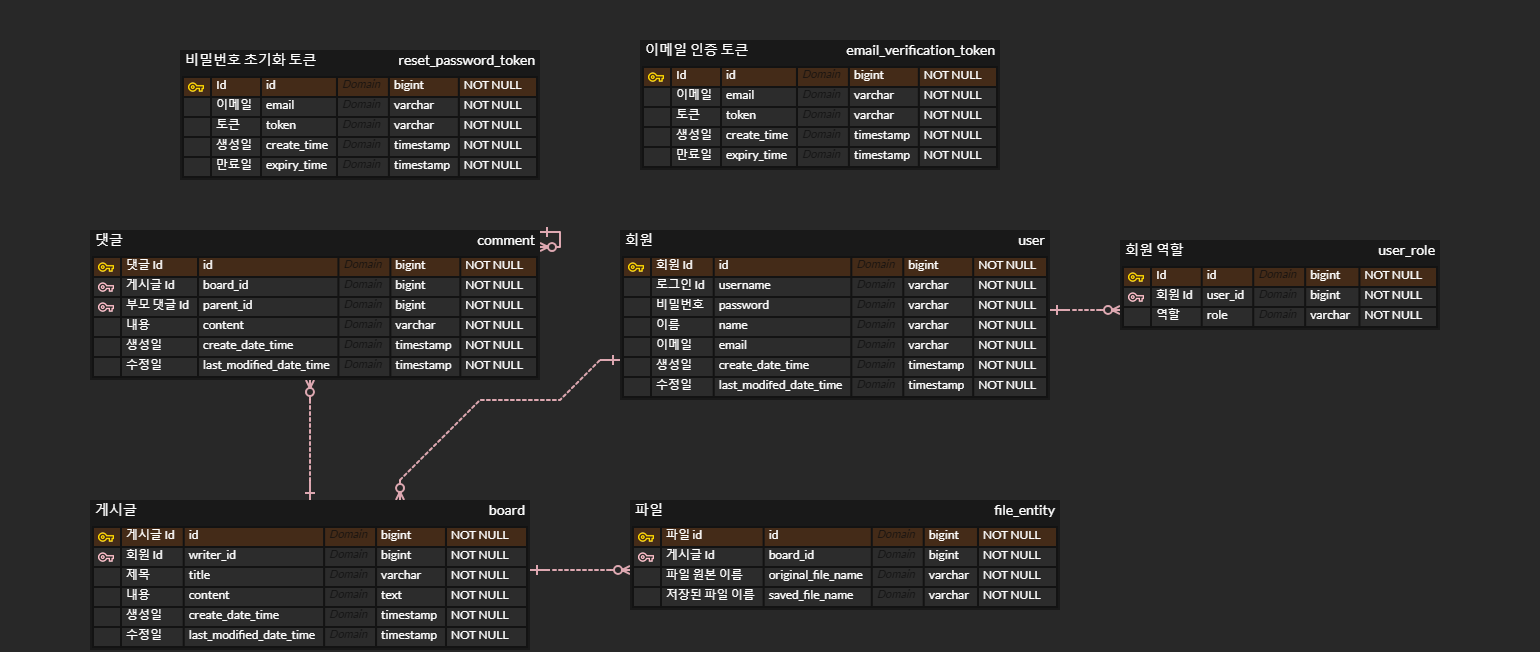 비밀번호 초기화 토큰 reset_password_token
Id id Domain bigint NOT NULL
이메일 email Domain varchar NOT NULL
토큰 token Domain varchar NOT NULL
생성일 create_time Domain timestamp NOT NULL
만료일 expiry_time Domain timestamp NOT NULL
이메일 인증 토큰 email_verification_token
Id id Domain bigint NOT NULL
이메일 email Domain varchar NOT NULL
토큰 token Domain varchar NOT NULL
생성일 create_time Domain timestamp NOT NULL
만료일 expiry_time Domain timestamp NOT NULL
댓글 comment
댓글 Id id Domain bigint NOT NULL
게시글 Id board_id Domain bigint NOT NULL
부모 댓글 Id parent_id Domain bigint NOT NULL
내용 content Domain varchar NOT NULL
생성일 create_date_time Domain timestamp NOT NULL
수정일 last_modified_date_time Domain timestamp NOT NULL
회원 user
회원 Id id Domain bigint NOT NULL
로그인 Id username Domain varchar NOT NULL
비밀번호 password Domain varchar NOT NULL
이름 name Domain varchar NOT NULL
이메일 email Domain varchar NOT NULL
생성일 create_date_time Domain timestamp NOT NULL
수정일 last_modifed_date_time Domain timestamp NOT NULL
회원 역할 user_role
Id id Domain bigint NOT NULL
회원 Id user_id Domain bigint NOT NULL
역할 role Domain varchar NOT NULL
게시글 board
게시글 Id id Domain bigint NOT NULL
회원 Id writer_id Domain bigint NOT NULL
제목 title Domain varchar NOT NULL
내용 content Domain text NOT NULL
생성일 create_date_time Domain timestamp NOT NULL
수정일 last_modified_date_time Domain timestamp NOT NULL
파일 file_entity
파일 id id Domain bigint NOT NULL
게시글 Id board_id Domain bigint NOT NULL
파일 원본 이름 original_file_name Domain varchar NOT NULL
저장된 파일 이름 saved_file_name Domain varchar NOT NULL